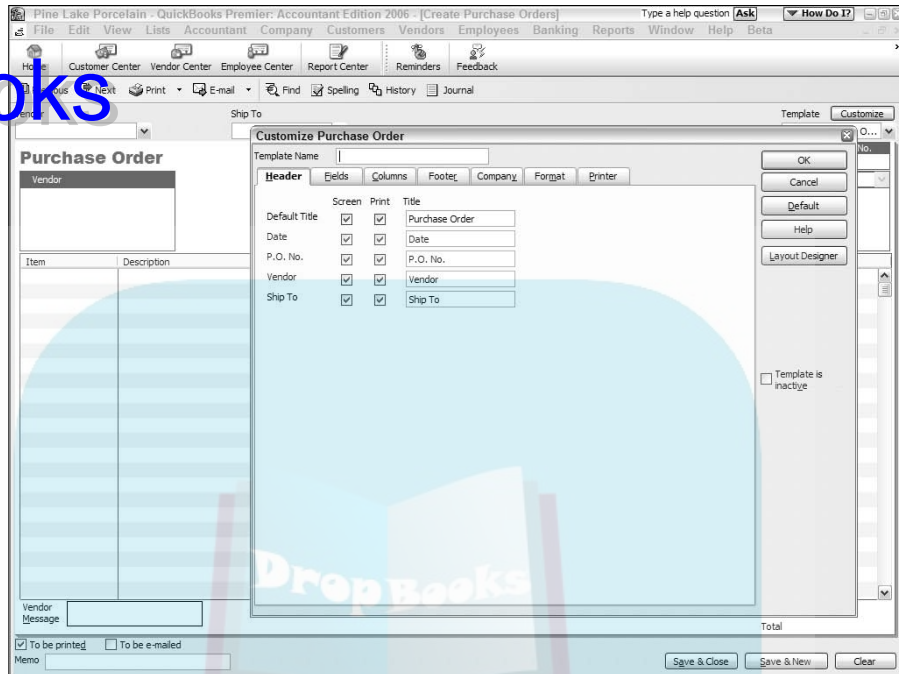 Pine Lake Porcelain - QuickBooks Premier: Accountant Edition 2006 - [Create Purchase Orders] Type a help question Ask How Do I?
File Edit View Lists Accountant Company Customers Vendors Employees Banking Reports Window Help Beta
Customer Center Vendor Center Employee Center Report Center Reminders Feedback
ooks
Next Print E-mail Find Spelling History Journal
Ship To Template Customize
Customize Purchase Order O...
Purchase Order No.
Vendor
Template Name
OK
Header Fields Columns Footer Company Format Printer
Cancel
Screen Print Title
Default
Default Title Purchase Order
Help
Date Date
P.O. No. P.O. No.
Layout Designer
Item Description
Vendor Vendor
Ship To Ship To
Template is
inactive
DropBooks
Vendor
Message
Total
To be printed To be e-mailed
Memo Save & Close Save & New Clear